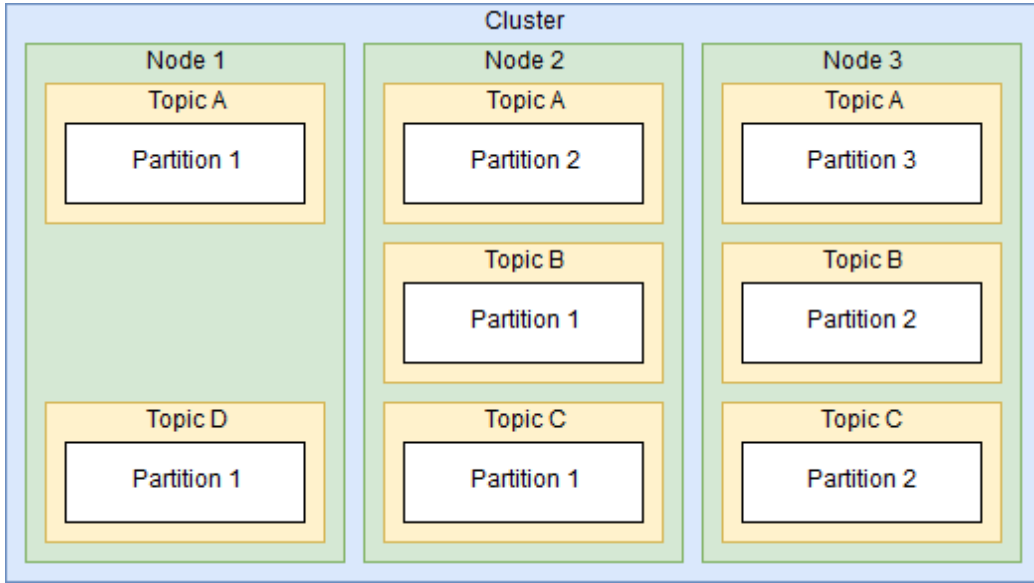 Cluster
Node 1
Topic A
Partition 1
Topic D
Partition 1
Node 2
Topic A
Partition 2
Topic B
Partition 1
Topic C
Partition 1
Node 3
Topic A
Partition 3
Topic B
Partition 2
Topic C
Partition 2